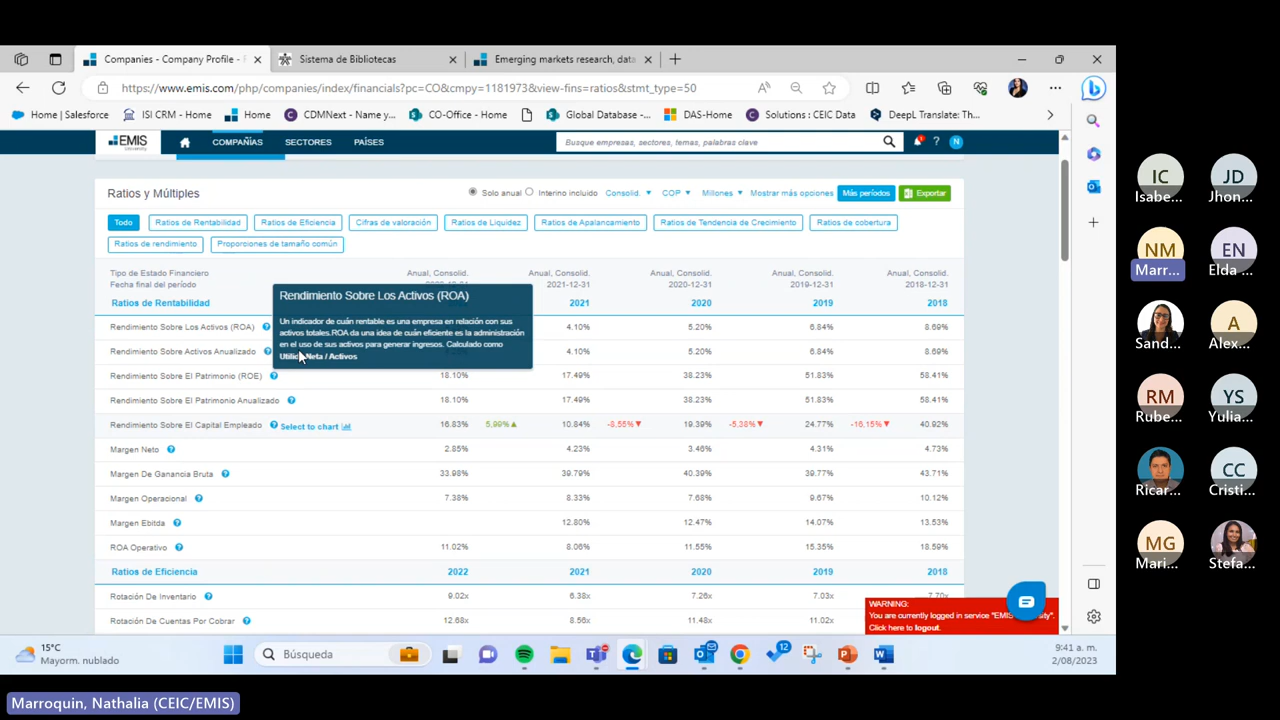 Companies - Company Profile - F
Sistema de Bibliotecas
Emerging markets research, data
https://www.emis.com/php/companies/index/financials?pc=CO&cmpy=1181973&view-fins=ratios&stmt_type=50
Home | Salesforce
ISI CRM - Home
Home
CDMNext - Name y...
CO-Office - Home
Global Database -...
DAS-Home
Solutions : CEIC Data
DeepL Translate: Th...
EMIS
University
COMPAÑÍAS
SECTORES
PAÍSES
Busque empresas, sectores, temas, palabras clave
? N
Ratios y Múltiples
Solo anual Interino incluido Consolid. COP Millones Mostrar más opciones Más períodos Exportar
Todo Ratios de Rentabilidad Ratios de Eficiencia Cifras de valoración Ratios de Liquidez Ratios de Apalancamiento Ratios de Tendencia de Crecimiento Ratios de cobertura
Ratios de rendimiento Proporciones de tamaño común
Tipo de Estado Financiero Anual, Consolid. Anual, Consolid. Anual, Consolid. Anual, Consolid. Anual, Consolid.
Fecha final del período 2021-12-31 2020-12-31 2019-12-31 2018-12-31
Ratios de Rentabilidad 2021 2020 2019 2018
Rendimiento Sobre Los Activos (ROA)
Un indicador de cuán rentable es una empresa en relación con sus
activos totales.ROA da una idea de cuán eficiente es la administración
en el uso de sus activos para generar ingresos. Calculado como
Utilidad Neta / Activos
Rendimiento Sobre Los Activos (ROA) 4.10% 5.20% 6.84% 8.69%
Rendimiento Sobre Activos Anualizado 4.10% 5.20% 6.84% 8.69%
Rendimiento Sobre El Patrimonio (ROE) 18.10% 17.49% 38.23% 51.83% 58.41%
Rendimiento Sobre El Patrimonio Anualizado 18.10% 17.49% 38.23% 51.83% 58.41%
Rendimiento Sobre El Capital Empleado Select to chart 16.83% 5,99%▲ 10.84% -8,55%▼ 19.39% -5,38%▼ 24.77% -16,15%▼ 40.92%
Margen Neto 2.85% 4.23% 3.46% 4.31% 4.73%
Margen De Ganancia Bruta 33.98% 39.79% 40.39% 39.77% 43.71%
Margen Operacional 7.38% 8.33% 7.68% 9.67% 10.12%
Margen Ebitda 12.80% 12.47% 14.07% 13.53%
ROA Operativo 11.02% 8.06% 11.55% 15.35% 18.59%
Ratios de Eficiencia 2022 2021 2020 2019 2018
Rotación De Inventario 9.02x 6.38x 7.26x 7.03x 7.70x
Rotación De Cuentas Por Cobrar 12.68x 8.56x 11.48x 11.02x
WARNING:
You are currently logged in service "EMIS University".
Click here to logout.
15°C
Mayorm. nublado
Búsqueda
12
9:41 a. m.
2/08/2023
IC
Isabe...
JD
Jhon...
NM
Marr...
EN
Elda ...
Sand...
A
Alex...
RM
Rube...
YS
Yulia...
Ricar...
CC
Cristi...
MG
Mari...
Stefa...
Marroquin, Nathalia (CEIC/EMIS)